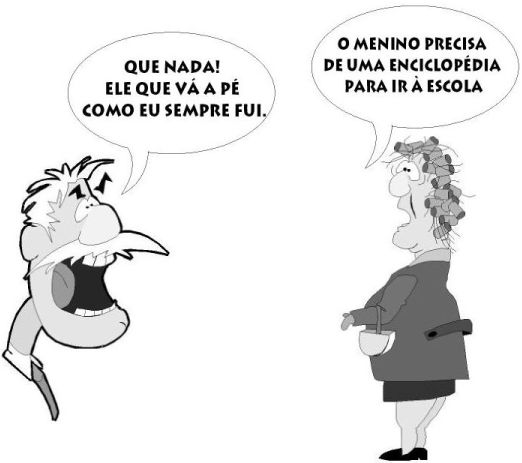 QUE NADA!
ELE QUE VÁ A PÉ
COMO EU SEMPRE FUI.
O MENINO PRECISA
DE UMA ENCICLOPÉDIA
PARA IR À ESCOLA